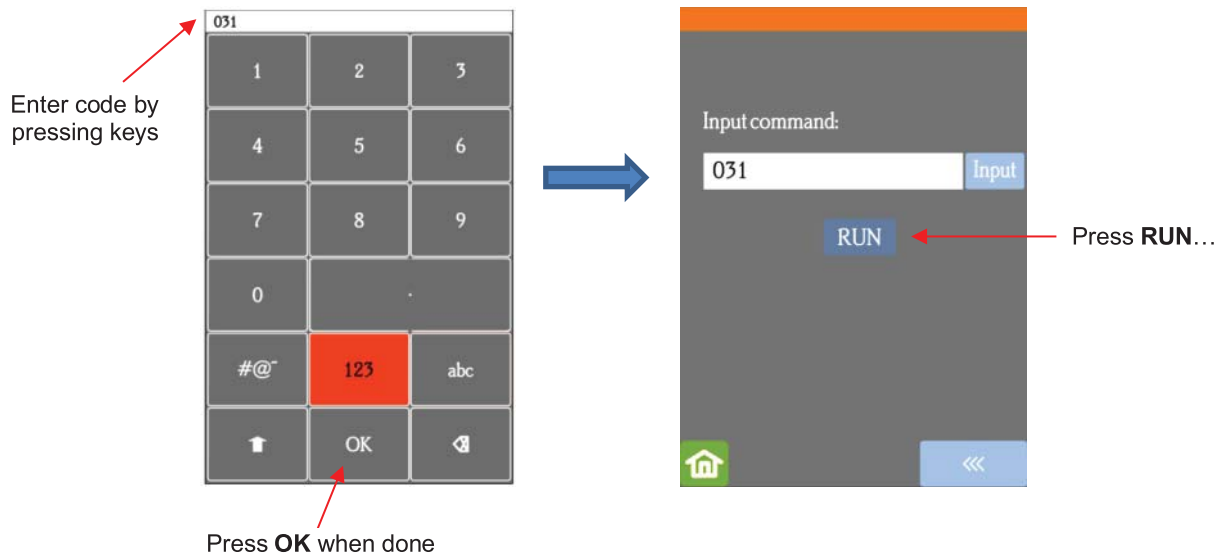 031
1 2 3
Enter code by
pressing keys
4 5 6
7 8 9
0 .
#@ˉ 123 abc
OK
Press OK when done
Input command:
031 Input
RUN
Press RUN…
<<<